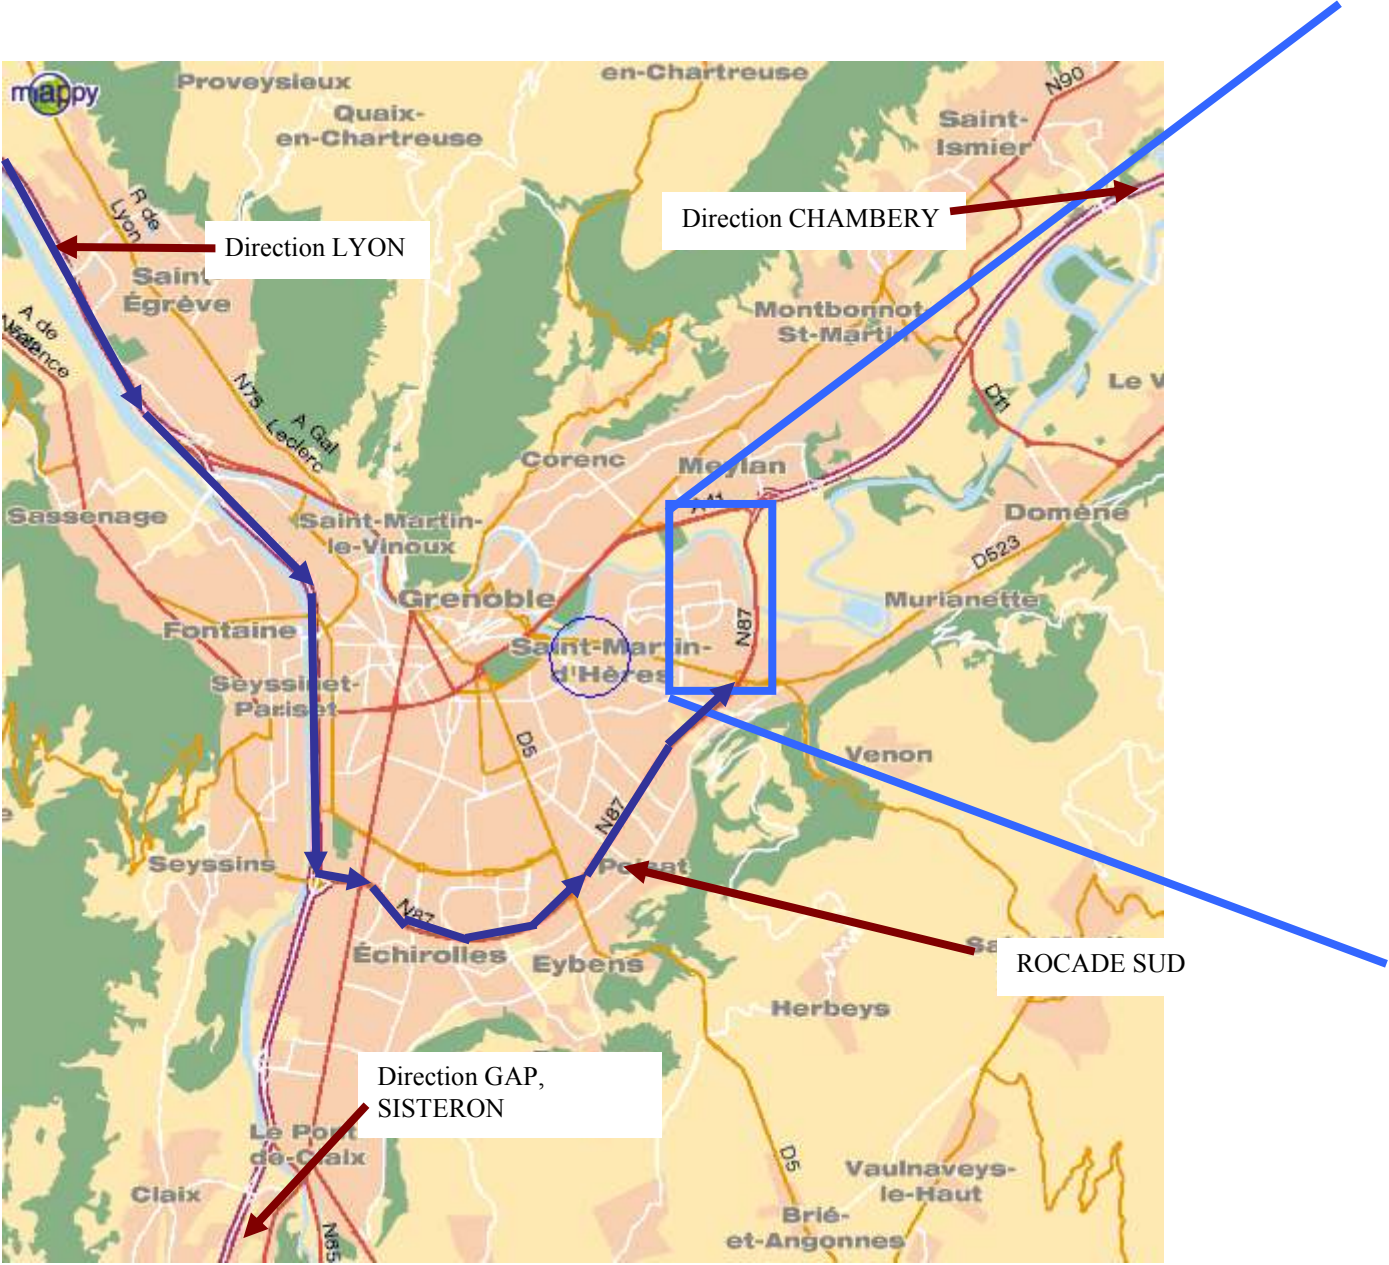 mappy
Proveysieux
en-Chartreuse
Quaix-
en-Chartreuse
N90
Saint-
Ismier
R de
Lyon
Direction CHAMBERY
Direction LYON
Saint
Égrève
Montbonnot
St-Martin
A de
Valence
N75
A Gal
Leclerc
D11
Le V
Corenc
Meylan
A41
Sassenage
Saint-Martin-
le-Vinoux
Domène
D523
Grenoble
Murianette
Fontaine
N87
Saint-Martin-
d'Hères
Seyssinet-
Pariset
D5
Venon
N87
Seyssins
Poisat
N87
Échirolles
Eybens
ROCADE SUD
Herbeys
Direction GAP,
SISTERON
Le Pont
de-Claix
D5
Vaulnaveys-
le-Haut
Claix
Brié-
et-Angonnes
N85